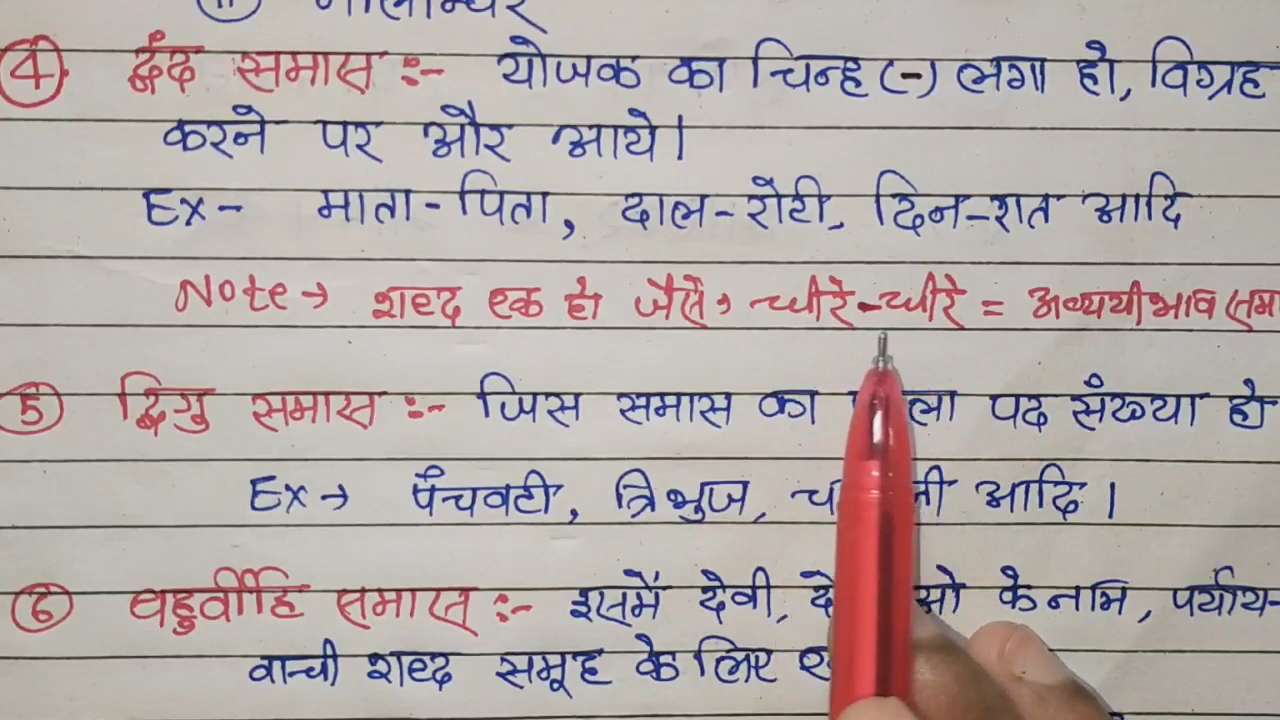 ④ द्वंद समास :- योजक का चिन्ह (-) लगा हो, विग्रह
करने पर और आये।
Ex- माता-पिता, दाल-रोटी, दिन-रात आदि
Note→ शब्द एक हो जैसे, धीरे-धीरे = अव्ययीभाव
⑤ द्विगु समास :- जिस समास का पद संख्या हो
Ex→ पंचवटी, त्रिभुज, आदि।
⑥ बहुर्वीहि समास :- इसमें देवी, के नाम, पर्याय-
वाची शब्द समूह के लिए